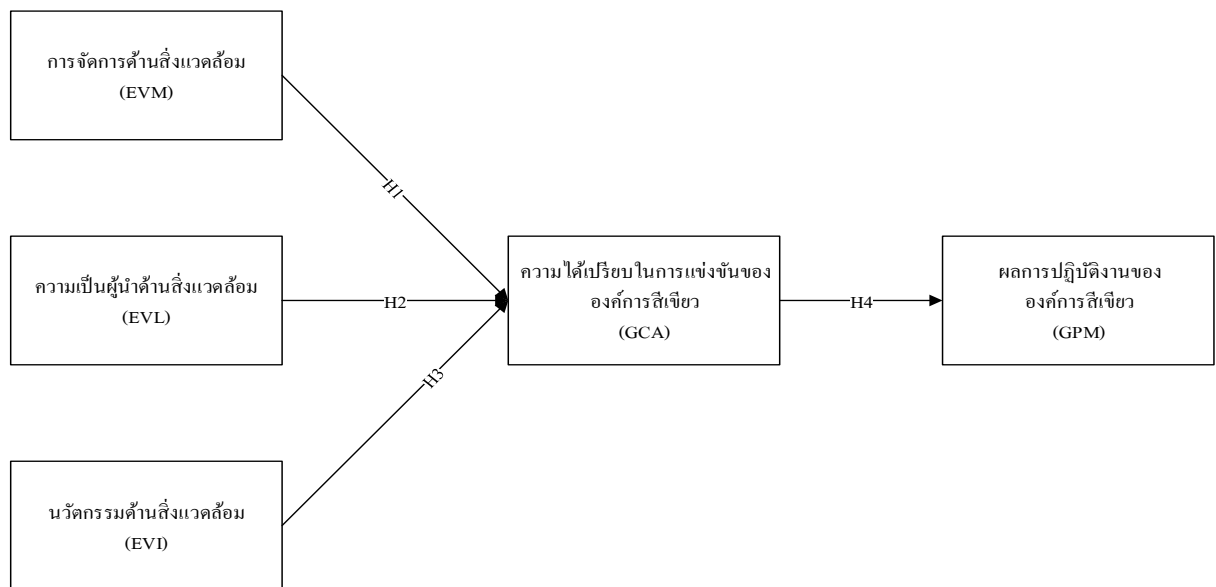 การจัดการด้านสิ่งแวดล้อม
(EVM)
H1
ความเป็นผู้นำด้านสิ่งแวดล้อม
(EVL)
H2
ความได้เปรียบในการแข่งขันของ
องค์การสีเขียว
(GCA)
H4
ผลการปฏิบัติงานของ
องค์การสีเขียว
(GPM)
H3
นวัตกรรมด้านสิ่งแวดล้อม
(EVI)